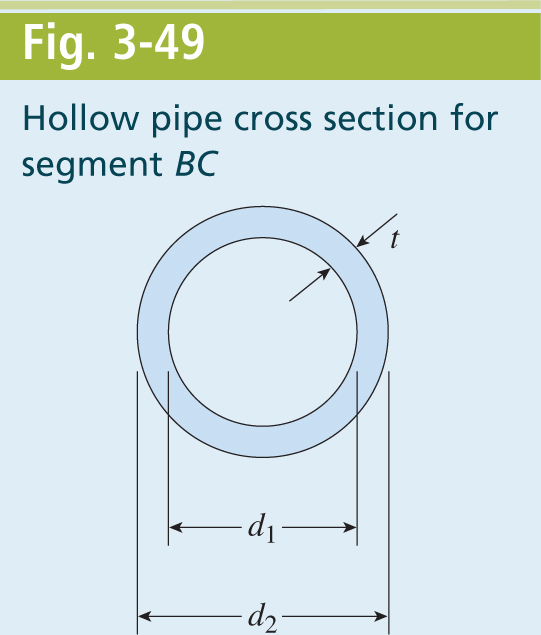 Fig. 3-49
Hollow pipe cross section for
segment BC
t
d₁
d₂